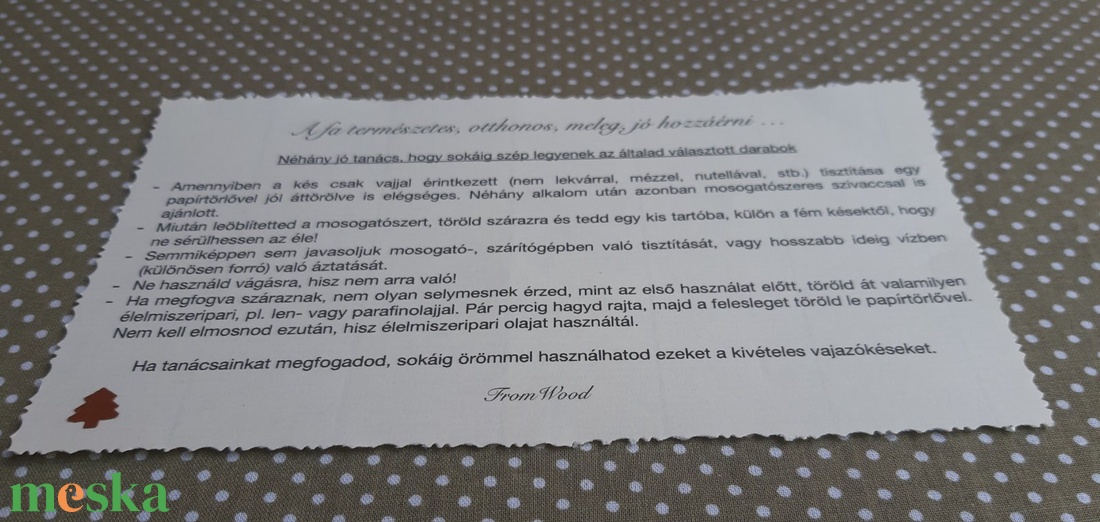 A fa természetes, otthonos, meleg, jó hozzáérni ...
Néhány jó tanács, hogy sokáig szép legyenek az általad választott darabok
- Amennyiben a kés csak vajjal érintkezett (nem lekvárral, mézzel, nutellával, stb.) tisztítása egy
papírtörlővel jól áttörölve is elégséges. Néhány alkalom után azonban mosogatószeres szivaccsal is
ajánlott.
- Miután leöblítetted a mosogatószert, töröld szárazra és tedd egy kis tartóba, külön a fém késektől, hogy
ne sérülhessen az éle!
- Semmiképpen sem javasoljuk mosogató-, szárítógépben való tisztítását, vagy hosszabb ideig vízben
(különösen forró) való áztatását.
- Ne használd vágásra, hisz nem arra való!
- Ha megfogva száraznak, nem olyan selymesnek érzed, mint az első használat előtt, töröld át valamilyen
élelmiszeripari, pl. len- vagy parafinolajjal. Pár percig hagyd rajta, majd a felesleget töröld le papírtörlővel.
Nem kell elmosnod ezután, hisz élelmiszeripari olajat használtál.
Ha tanácsainkat megfogadod, sokáig örömmel használhatod ezeket a kivételes vajazókéseket.
From Wood
meska